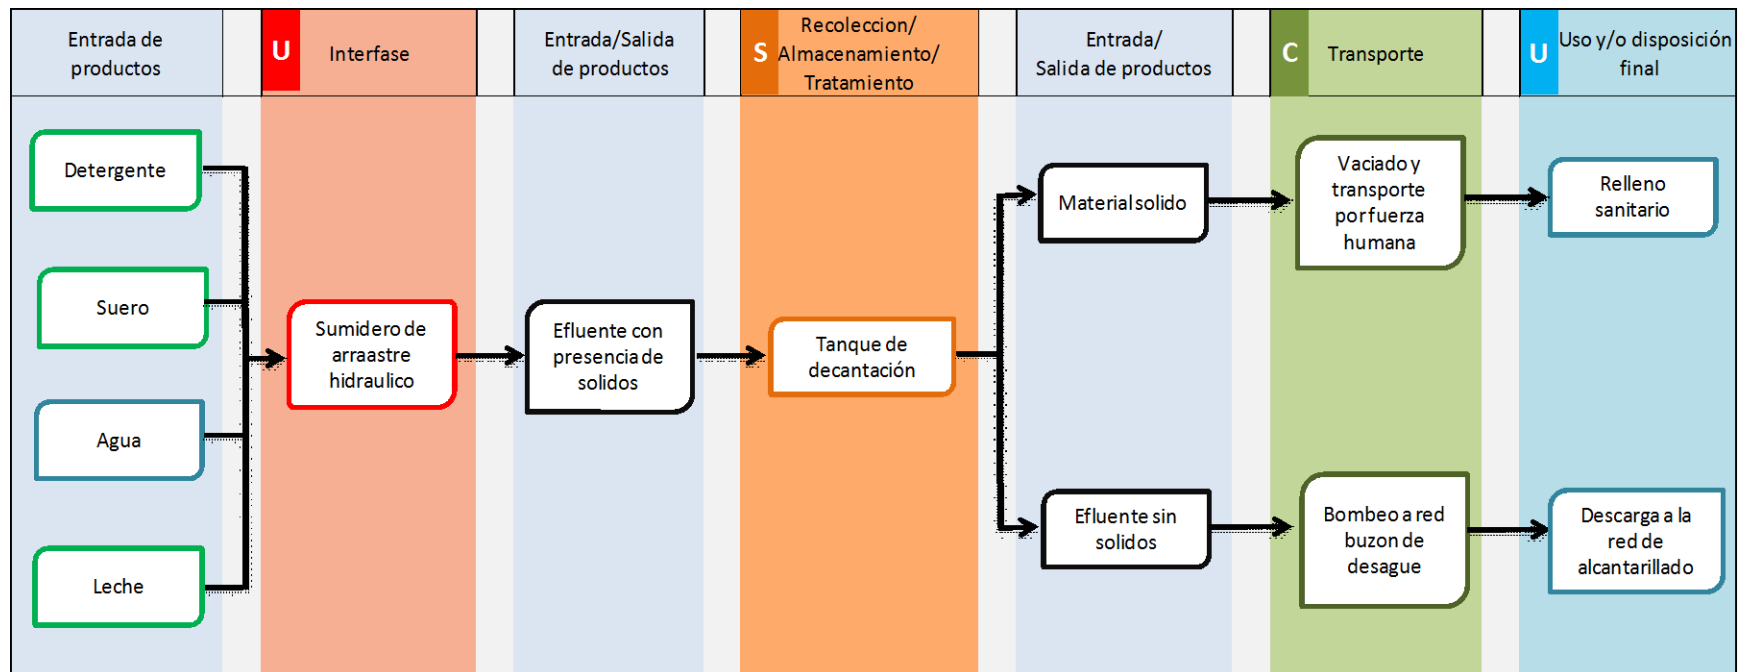 Entrada de
productos
U
Interfase
Entrada/Salida
de productos
S
Recoleccion/
Almacenamiento/
Tratamiento
Entrada/
Salida de productos
C
Transporte
U
Uso y/o disposición
final
Detergente
Suero
Agua
Leche
Sumidero de
arraastre
hidraulico
Efluente con
presencia de
solidos
Tanque de
decantación
Material solido
Vaciado y
transporte
por fuerza
humana
Relleno
sanitario
Efluente sin
solidos
Bombeo a red
buzon de
desague
Descarga a la
red de
alcantarillado